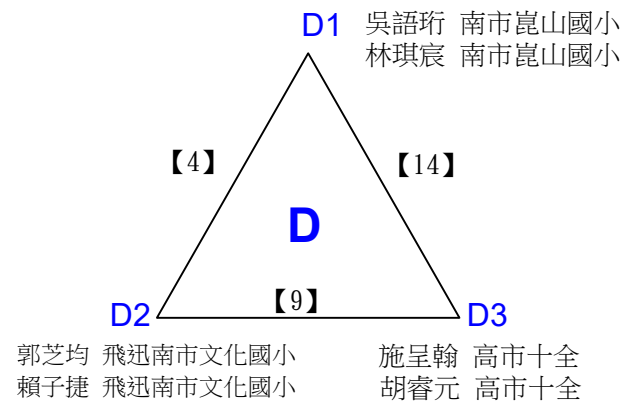 D1 吳語珩 南市崑山國小
林琪宸 南市崑山國小
【4】 【14】
D
【9】
D2 D3
郭芝均 飛迅南市文化國小 施呈翰 高市十全
賴子捷 飛迅南市文化國小 胡睿元 高市十全